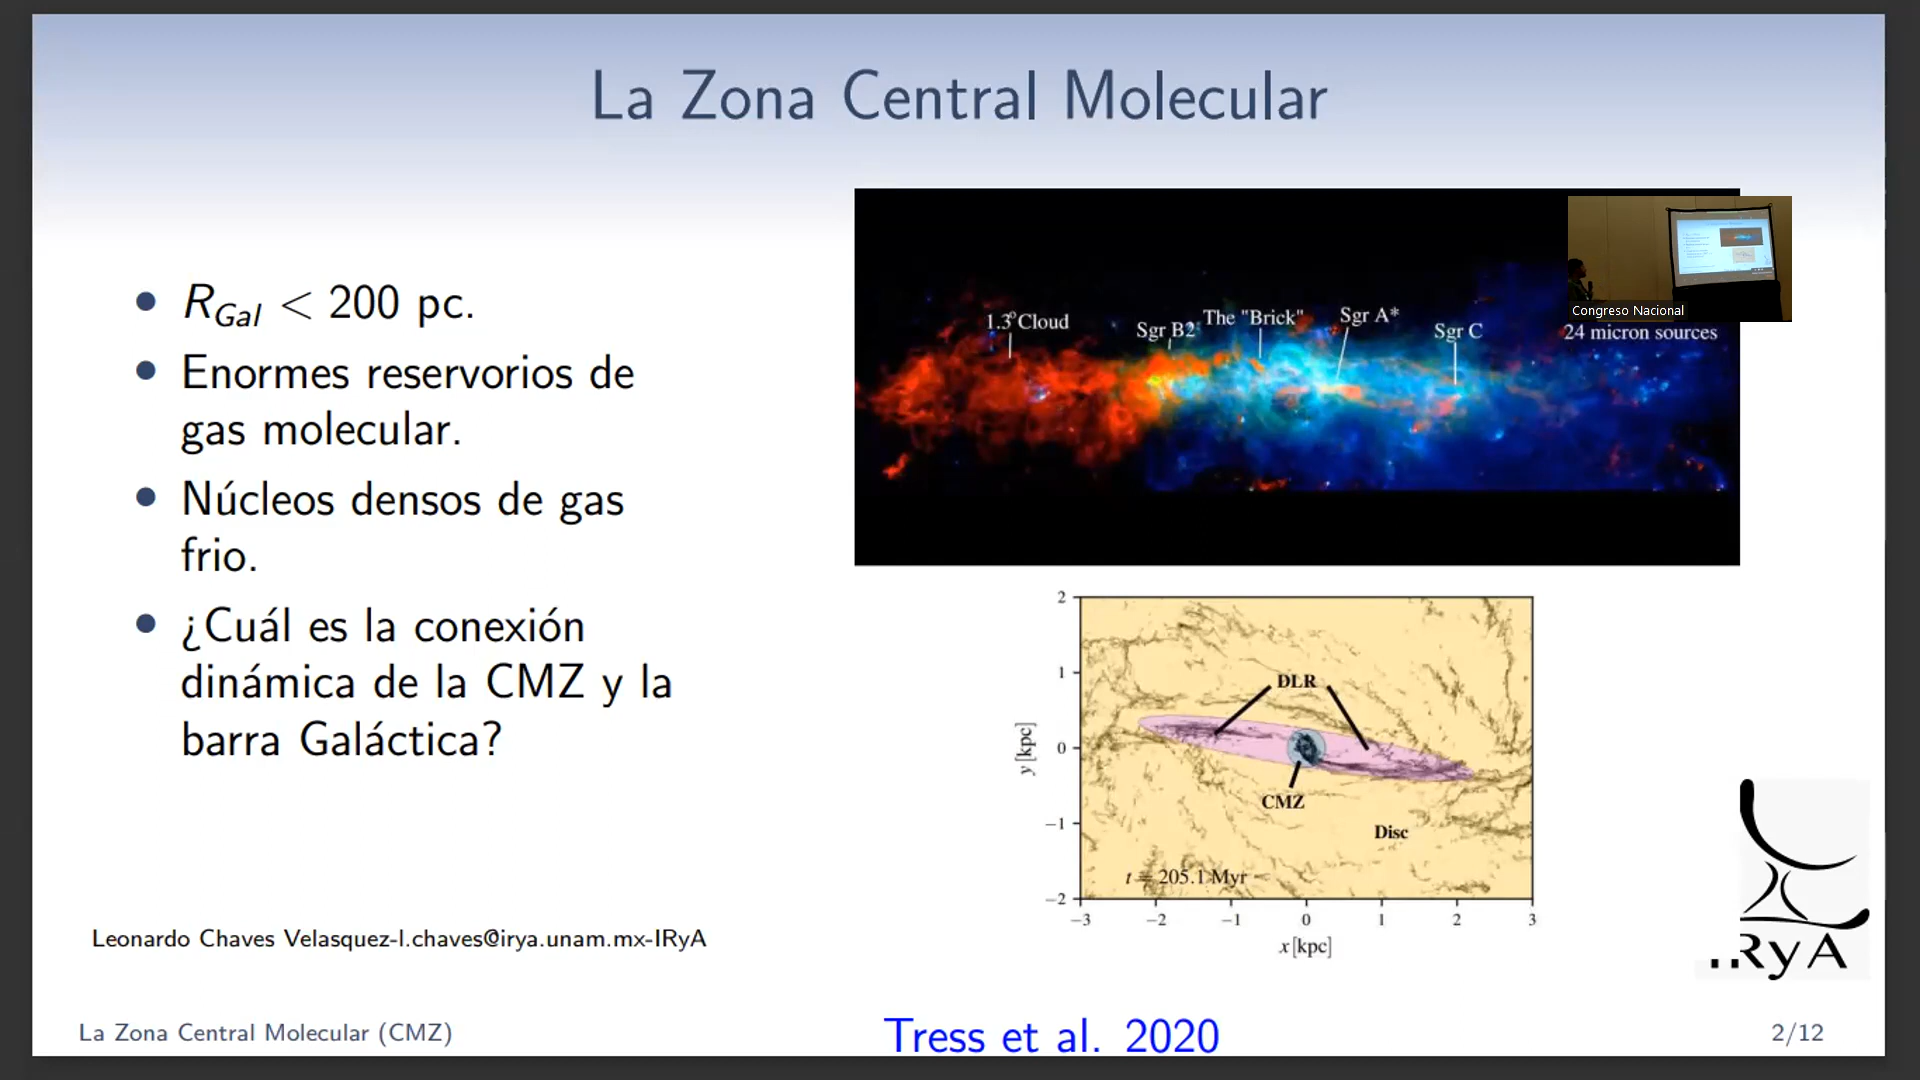 La Zona Central Molecular
R_Gal < 200 pc.
Enormes reservorios de
gas molecular.
Núcleos densos de gas
frio.
¿Cuál es la conexión
dinámica de la CMZ y la
barra Galáctica?
1.3° Cloud
Sgr B2
The "Brick"
Sgr A*
Sgr C
24 micron sources
Congreso Nacional
2
1
0
−1
−2
y [kpc]
DLR
CMZ
Disc
t = 205.1 Myr
−3 −2 −1 0 1 2 3
x [kpc]
IRyA
Leonardo Chaves Velasquez-l.chaves@irya.unam.mx-IRyA
La Zona Central Molecular (CMZ)
Tress et al. 2020
2/12